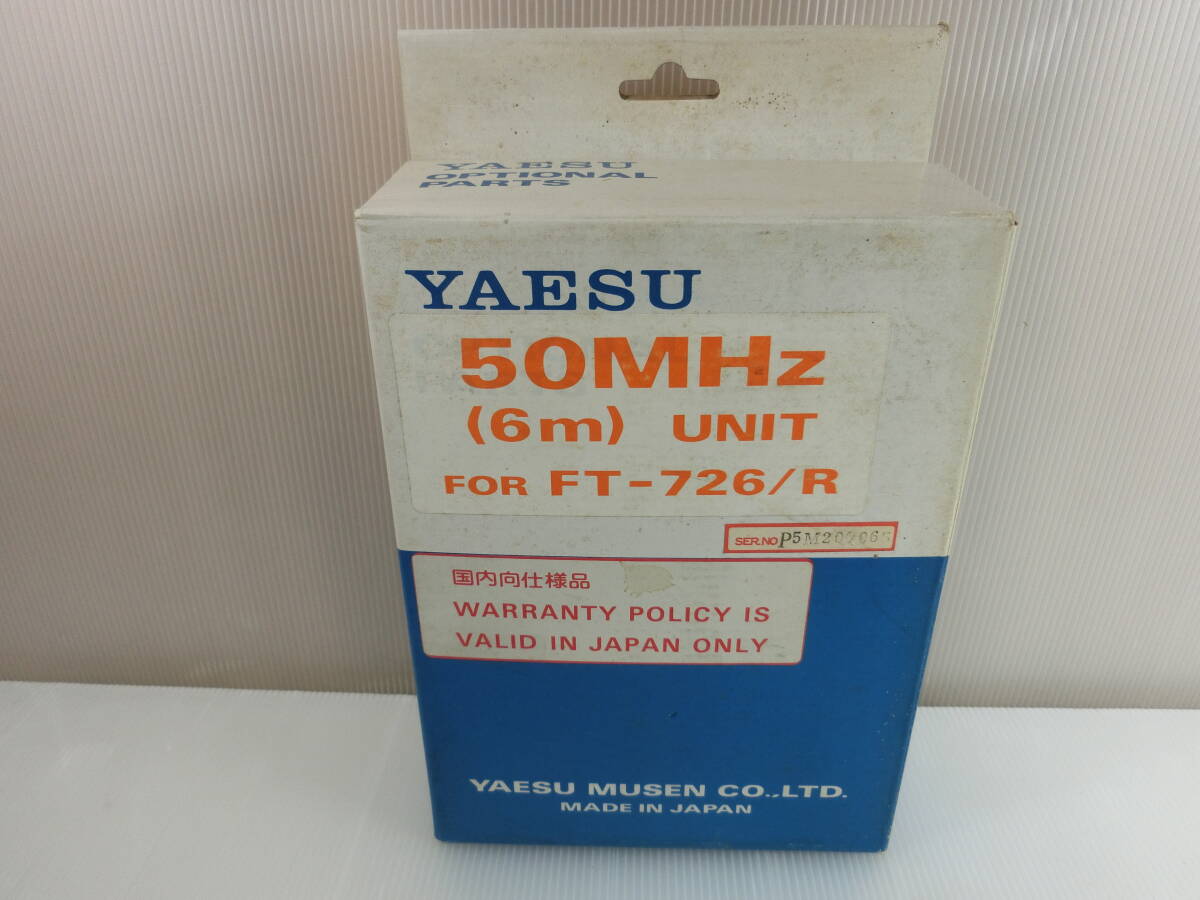 YAESU
OPTIONAL
PARTS
YAESU
50MHz
(6m) UNIT
FOR FT-726/R
SER.NO
国内向仕様品
WARRANTY POLICY IS
VALID IN JAPAN ONLY
YAESU MUSEN CO.,LTD.
MADE IN JAPAN